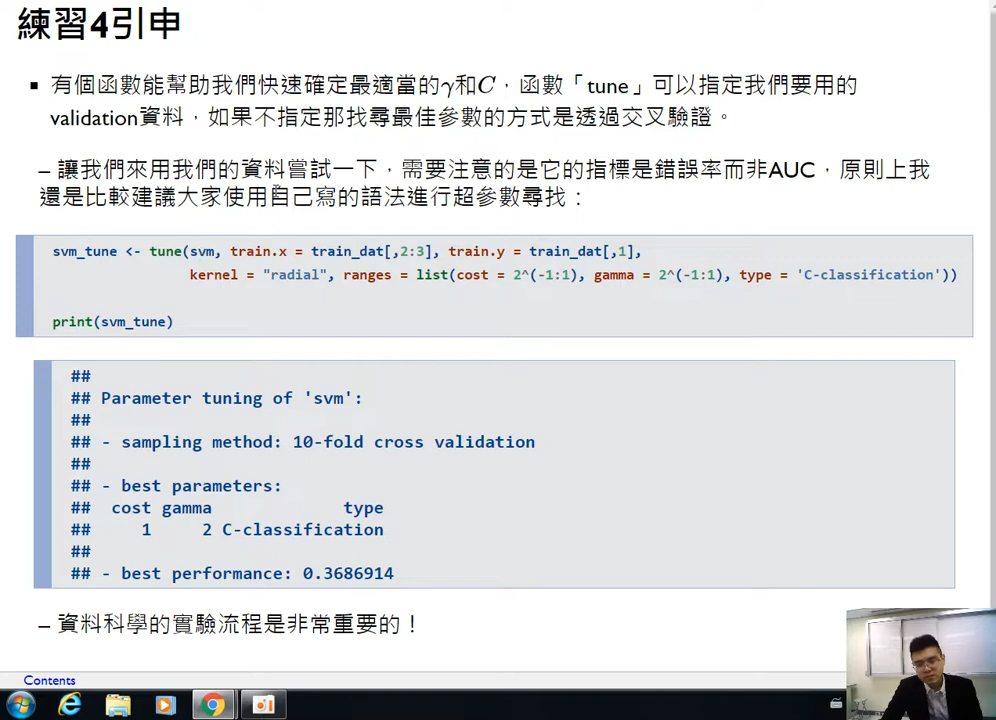 練習4引申
▪ 有個函數能幫助我們快速確定最適當的γ和C，函數「tune」可以指定我們要用的
validation資料，如果不指定那找尋最佳參數的方式是透過交叉驗證。
– 讓我們來用我們的資料嘗試一下，需要注意的是它的指標是錯誤率而非AUC，原則上我
還是比較建議大家使用自己寫的語法進行超參數尋找：
svm_tune <- tune(svm, train.x = train_dat[,2:3], train.y = train_dat[,1],
kernel = "radial", ranges = list(cost = 2^(-1:1), gamma = 2^(-1:1), type = 'C-classification'))
print(svm_tune)
##
## Parameter tuning of 'svm':
##
## - sampling method: 10-fold cross validation
##
## - best parameters:
## cost gamma type
## 1 2 C-classification
##
## - best performance: 0.3686914
– 資料科學的實驗流程是非常重要的！
Contents